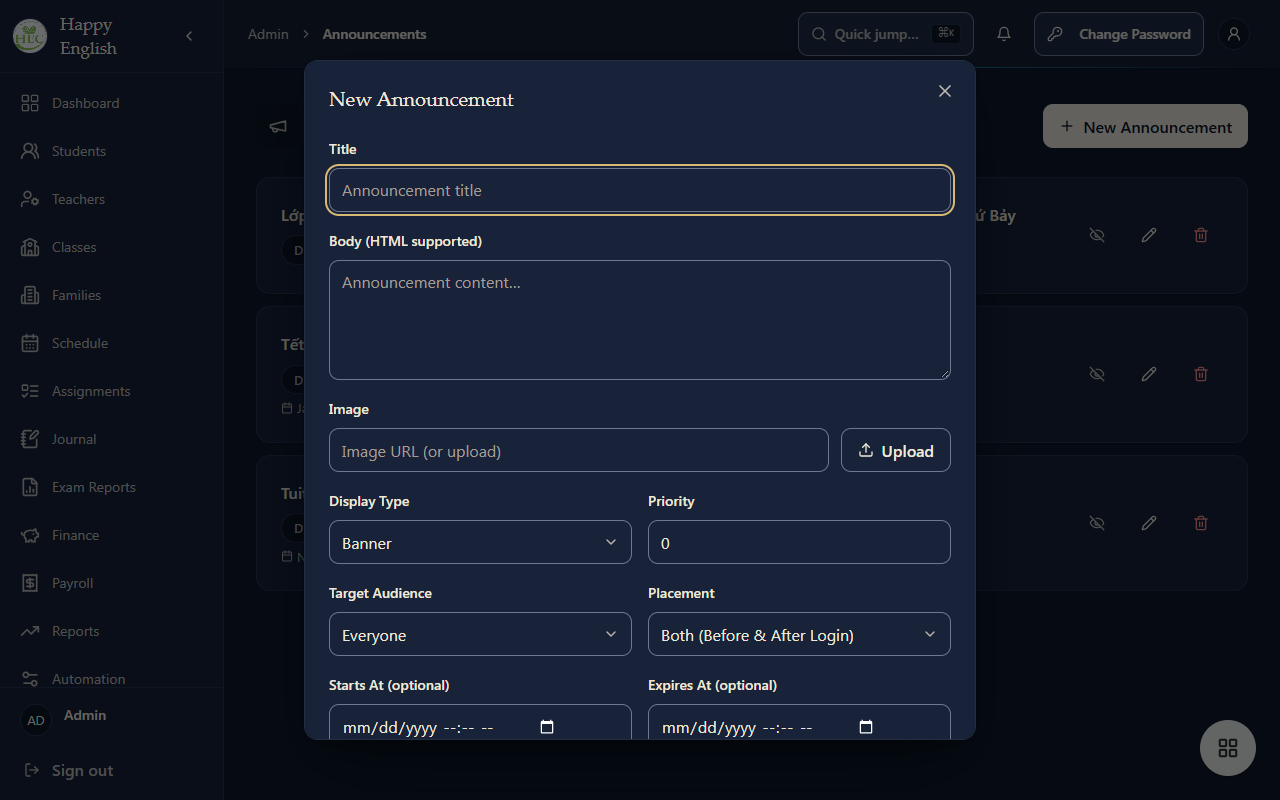 Happy
English
HEC
Admin
Announcements
Quick jump...
⌘K
Change Password
Dashboard
Students
Teachers
Classes
Families
Schedule
Assignments
Journal
Exam Reports
Finance
Payroll
Reports
Automation
AD
Admin
Sign out
New Announcement
New Announcement
Title
Announcement title
Body (HTML supported)
Announcement content...
Image
Image URL (or upload)
Upload
Display Type
Priority
Banner
0
Target Audience
Placement
Everyone
Both (Before & After Login)
Starts At (optional)
Expires At (optional)
mm/dd/yyyy --:-- --
mm/dd/yyyy --:-- --
Lớp
Bảy
Tết